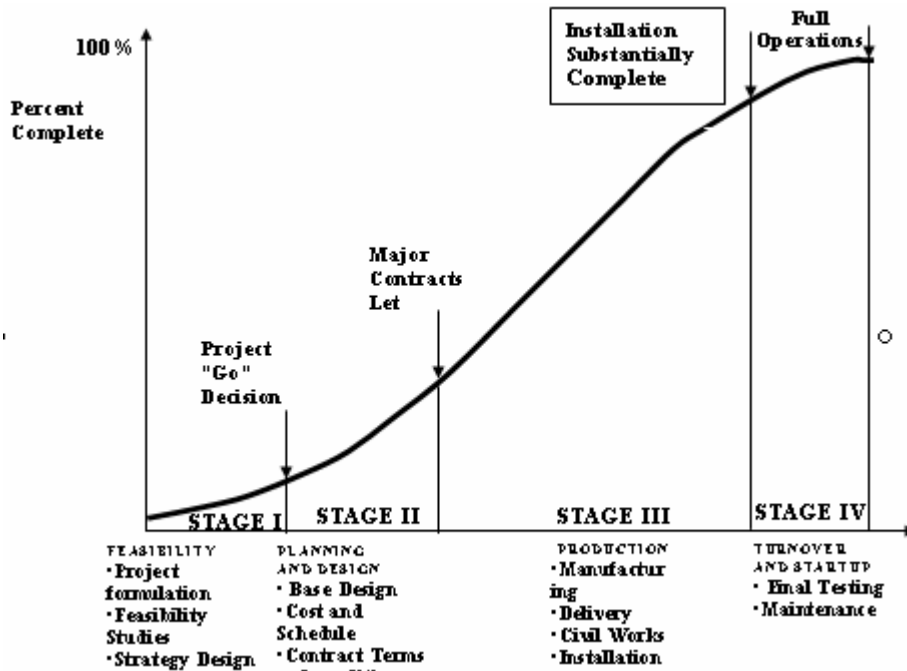 100 %
Percent
Complete
Installation
Substantially
Complete
Full
Operations
Major
Contracts
Let
Project
"Go"
Decision
STAGE I
STAGE II
STAGE III
STAGE IV
FEASIBILITY
·Project
formulation
·Feasibility
Studies
·Strategy Design
PLANNING
AND DESIGN
· Base Design
· Cost and
Schedule
· Contract Terms
PRODUCTION
·Manufactur
ing
·Delivery
·Civil Works
·Installation
TURNOVER
AND STARTUP
· Final Testing
·Maintenance